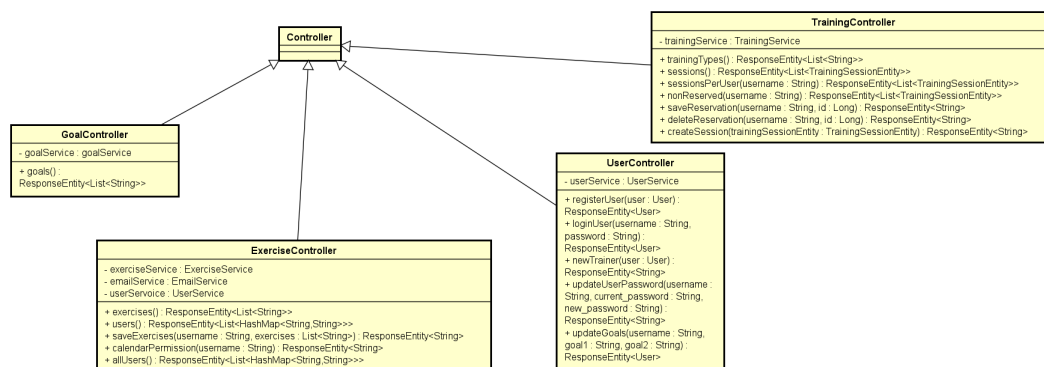 Controller
TrainingController
- trainingService : TrainingService
+ trainingTypes() : ResponseEntity<List<String>>
+ sessions() : ResponseEntity<List<TrainingSessionEntity>>
+ sessionsPerUser(username : String) : ResponseEntity<List<TrainingSessionEntity>>
+ nonReserved(username : String) : ResponseEntity<List<TrainingSessionEntity>>
+ saveReservation(username : String, id : Long) : ResponseEntity<String>
+ deleteReservation(username : String, id : Long) : ResponseEntity<String>
+ createSession(trainingSessionEntity : TrainingSessionEntity) : ResponseEntity<String>
GoalController
- goalService : goalService
+ goals() :
ResponseEntity<List<String>>
UserController
- userService : UserService
+ registerUser(user : User) :
ResponseEntity<User>
+ loginUser(username : String,
password : String) :
ResponseEntity<User>
+ newTrainer(user : User) :
ResponseEntity<String>
+ updateUserPassword(username :
String, current_password : String,
new_password : String) :
ResponseEntity<String>
+ updateGoals(username : String,
goal1 : String, goal2 : String) :
ResponseEntity<User>
ExerciseController
- exerciseService : ExerciseService
- emailService : EmailService
- userServoice : UserService
+ exercises() : ResponseEntity<List<String>>
+ users() : ResponseEntity<List<HashMap<String,String>>>
+ saveExercises(username : String, exercises : List<String>) : ResponseEntity<String>
+ calendarPermission(username : String) : ResponseEntity<String>
+ allUsers() : ResponseEntity<List<HashMap<String,String>>>